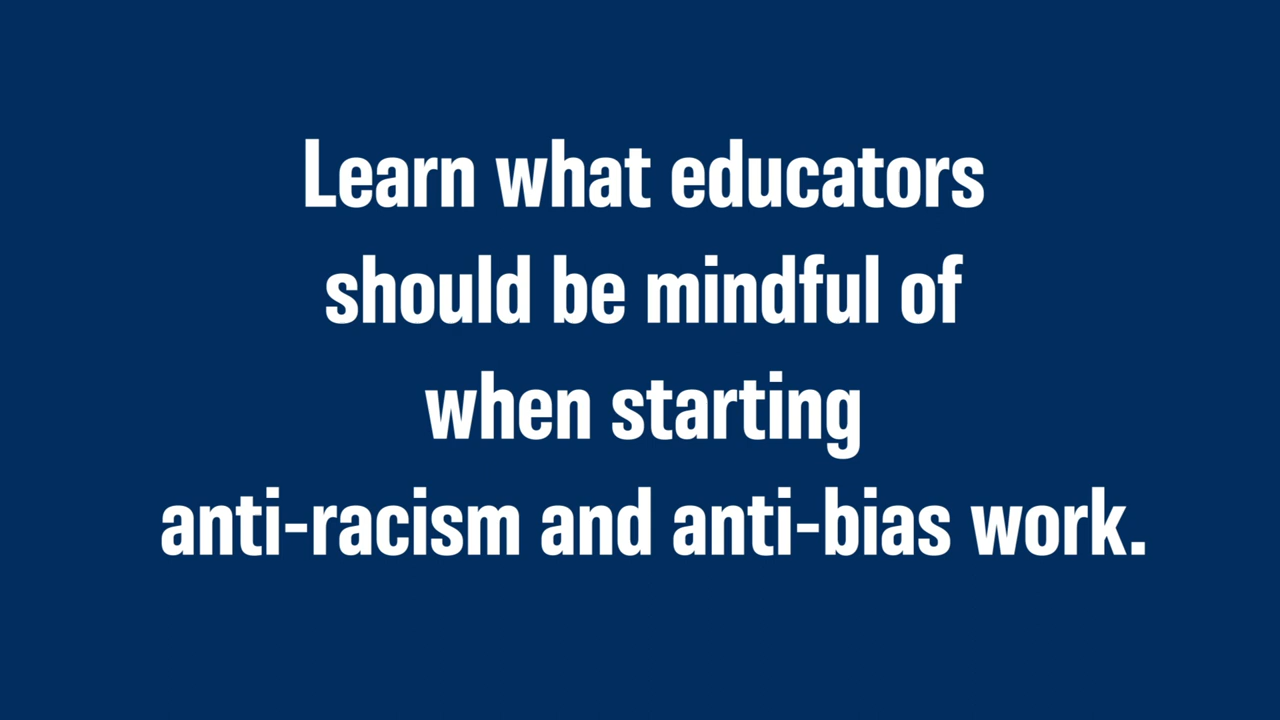 Learn what educators
should be mindful of
when starting
anti-racism and anti-bias work.